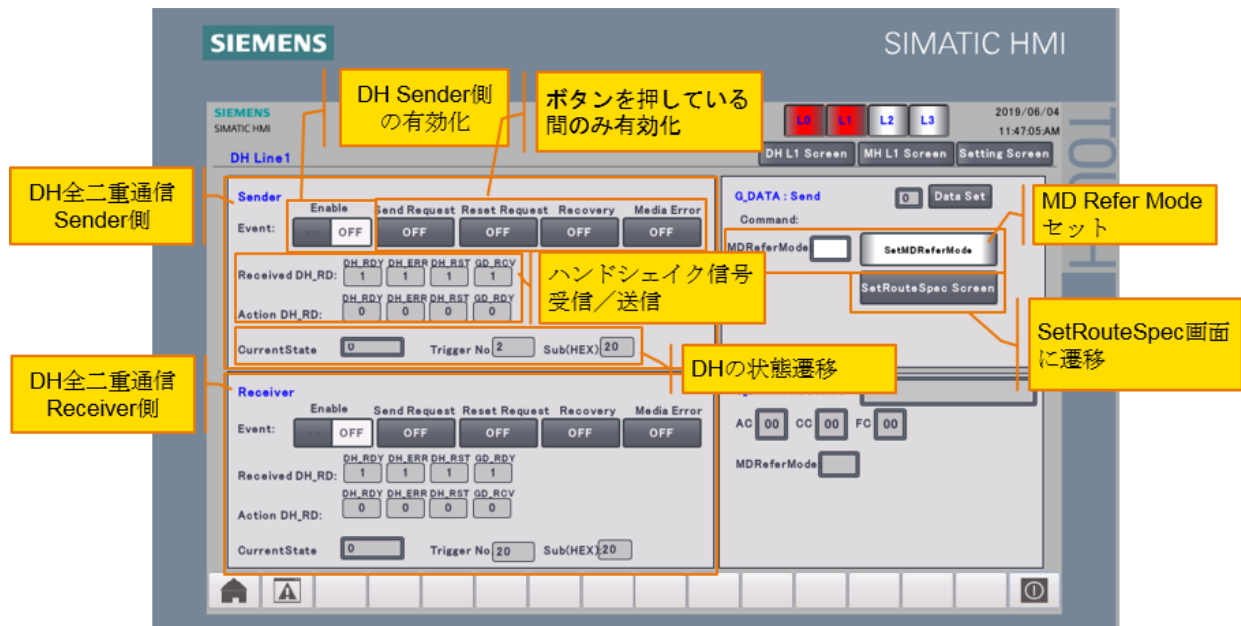 SIEMENS
SIMATIC HMI
TOUCH
SIEMENS
SIMATIC HMI
L0 L1 L2 L3
2019/06/04
11:47:05:AM
DH Line1
DH L1 Screen MH L1 Screen Setting Screen
DH Sender側
の有効化
ボタンを押している
間のみ有効化
DH全二重通信
Sender側
Sender
Enable Send Request Reset Request Recovery Media Error
Event: OFF OFF OFF OFF OFF
DH_RDY DH_ERR DH_RST GD_RCV
Received DH_RD: 1 1 1 1
DH_RDY DH_ERR DH_RST GD_RDY
Action DH_RD: 0 0 0 0
CurrentState 0 Trigger No. 2 Sub(HEX): 20
ハンドシェイク信号
受信／送信
DHの状態遷移
G_DATA : Send 0 Data Set
Command:
MDReferMode SetMDReferMode
SetRouteSpec Screen
MD Refer Mode
セット
SetRouteSpec画面
に遷移
DH全二重通信
Receiver側
Receiver
Enable Send Request Reset Request Recovery Media Error
Event: OFF OFF OFF OFF OFF
DH_RDY DH_ERR DH_RST GD_RDY
Received DH_RD: 1 1 1 1
DH_RDY DH_ERR DH_RST GD_RCV
Action DH_RD: 0 0 0 0
CurrentState 0 Trigger No. 20 Sub(HEX): 20
AC 00 CC 00 FC 00
MDReferMode